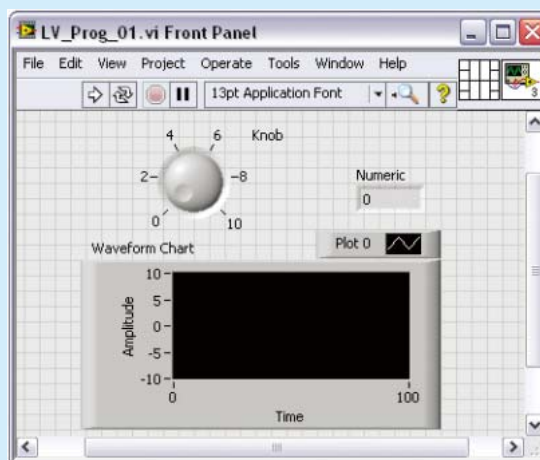 LV_Prog_01.vi Front Panel
File Edit View Project Operate Tools Window Help
13pt Application Font
3
4 6 Knob
2 8
0 10
Numeric
0
Waveform Chart
Plot 0
Amplitude
10
5
0
-5
-10
0 100
Time